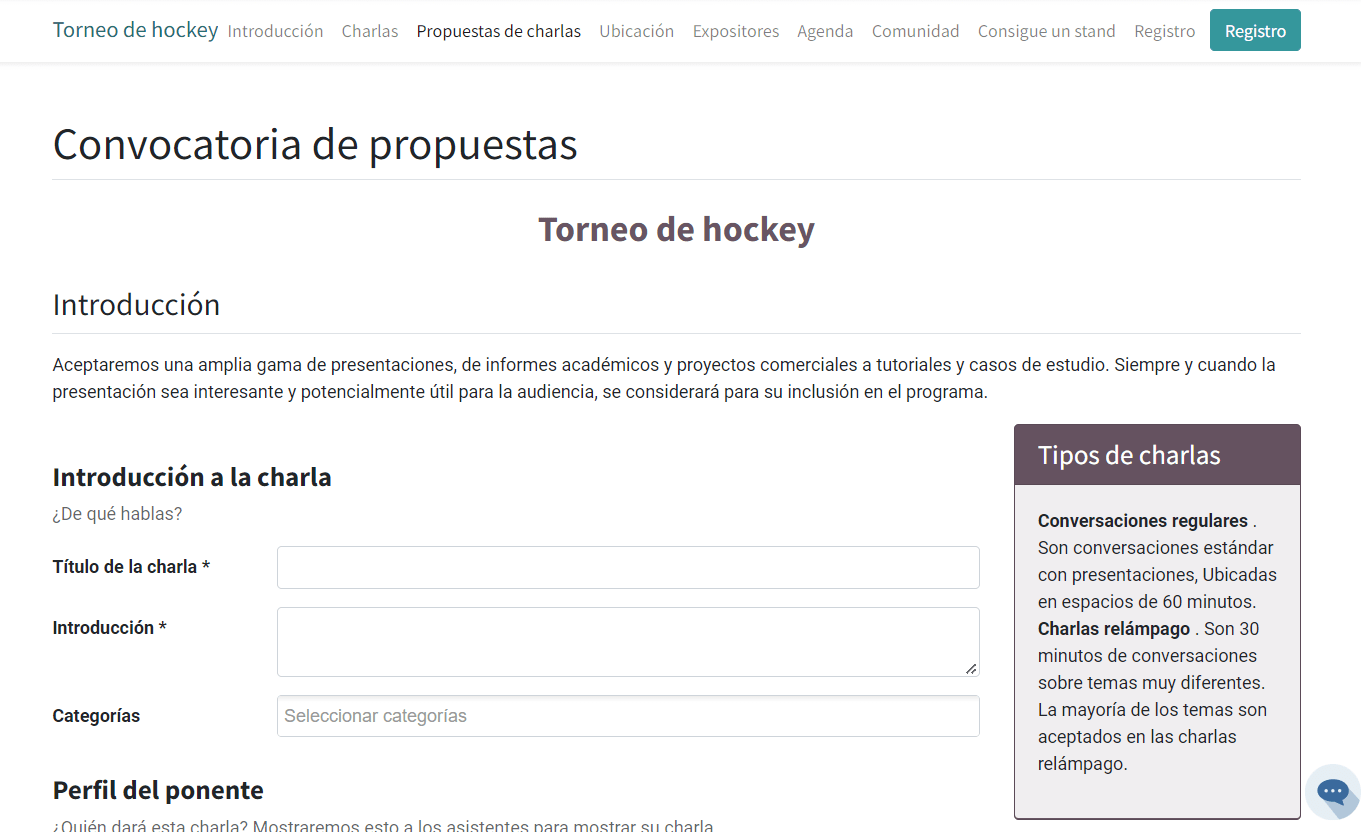 Torneo de hockey Introducción Charlas Propuestas de charlas Ubicación Expositores Agenda Comunidad Consigue un stand Registro Registro
Convocatoria de propuestas
Torneo de hockey
Introducción
Aceptaremos una amplia gama de presentaciones, de informes académicos y proyectos comerciales a tutoriales y casos de estudio. Siempre y cuando la
presentación sea interesante y potencialmente útil para la audiencia, se considerará para su inclusión en el programa.
Introducción a la charla
¿De qué hablas?
Título de la charla *
Introducción *
Categorías
Seleccionar categorías
Perfil del ponente
¿Quién dará esta charla? Mostraremos esto a los asistentes para mostrar su charla
Tipos de charlas
Conversaciones regulares .
Son conversaciones estándar
con presentaciones, Ubicadas
en espacios de 60 minutos.
Charlas relámpago . Son 30
minutos de conversaciones
sobre temas muy diferentes.
La mayoría de los temas son
aceptados en las charlas
relámpago.